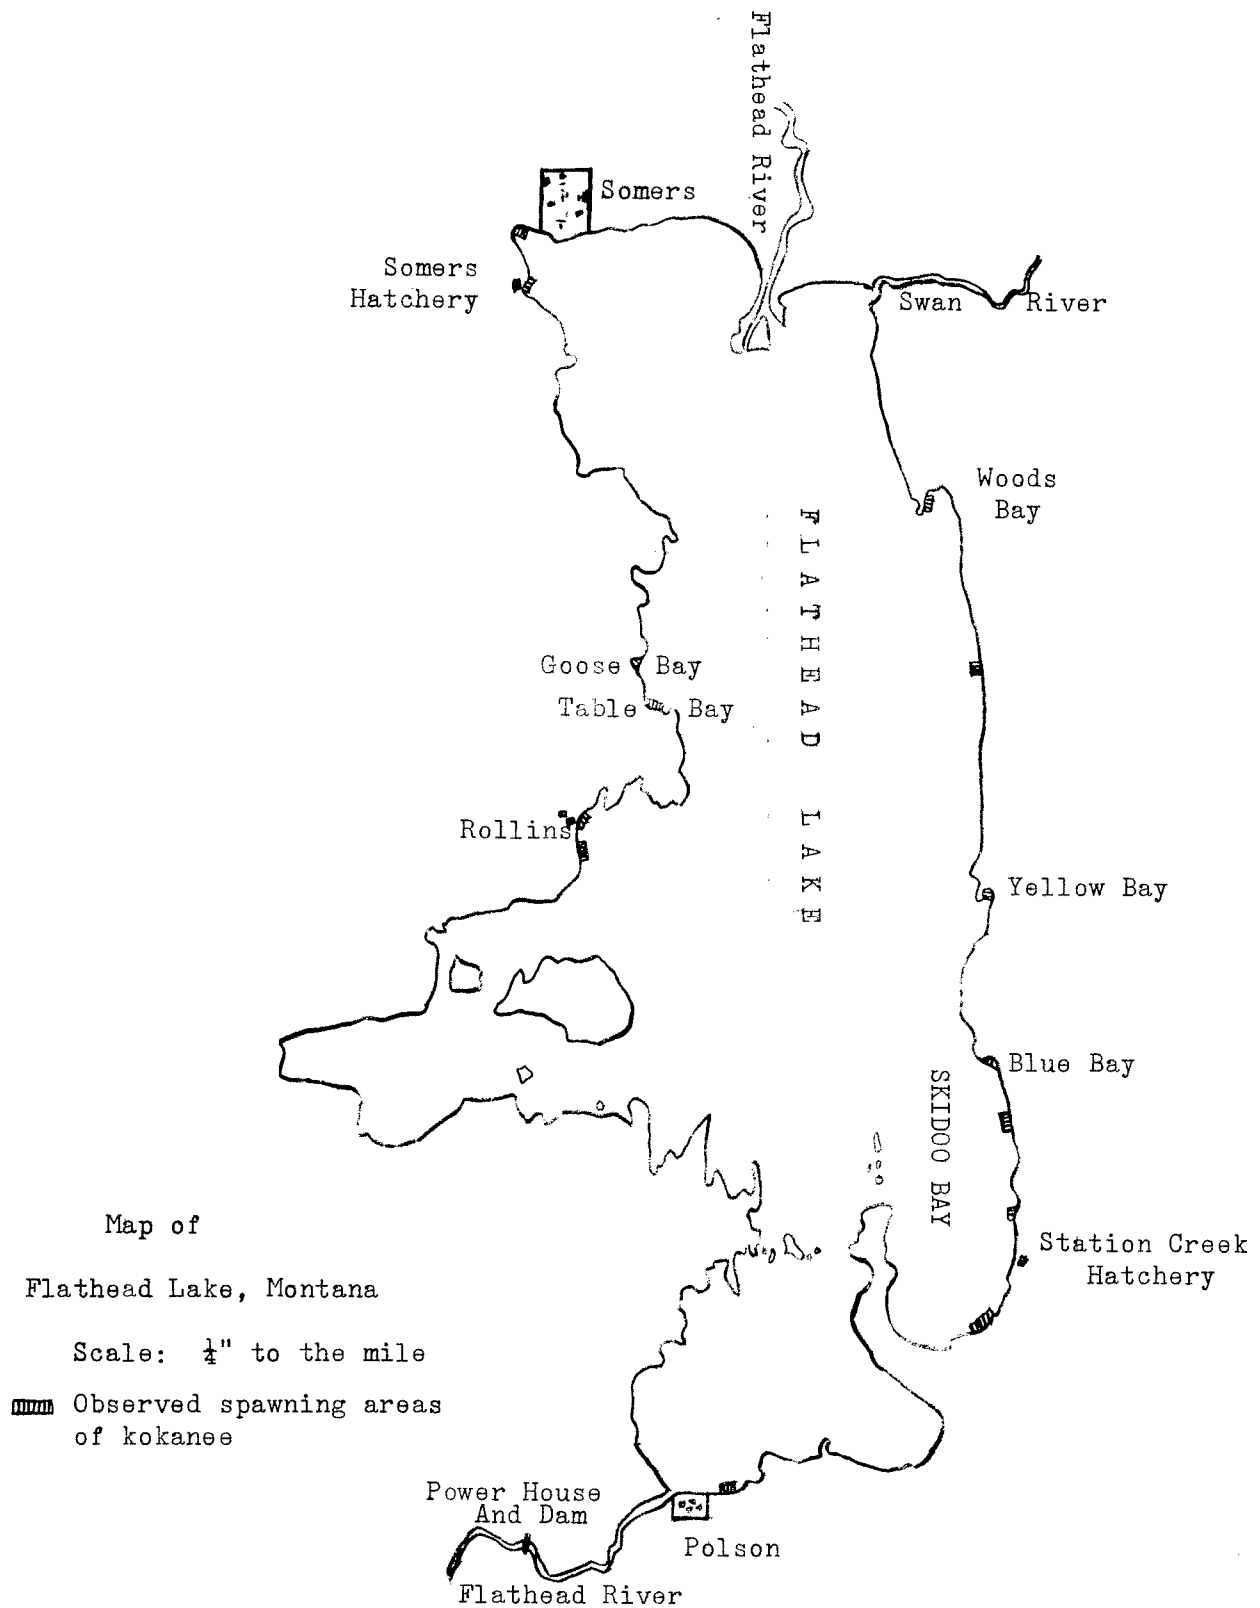 Flathead River
Somers
Somers
Hatchery
Swan River
Woods
Bay
FLATHEAD LAKE
Goose Bay
Table Bay
Rollins
Yellow Bay
Blue Bay
SKIDOO BAY
Station Creek
Hatchery
Map of
Flathead Lake, Montana
Scale: ¼" to the mile
Observed spawning areas
of kokanee
Power House
And Dam
Polson
Flathead River